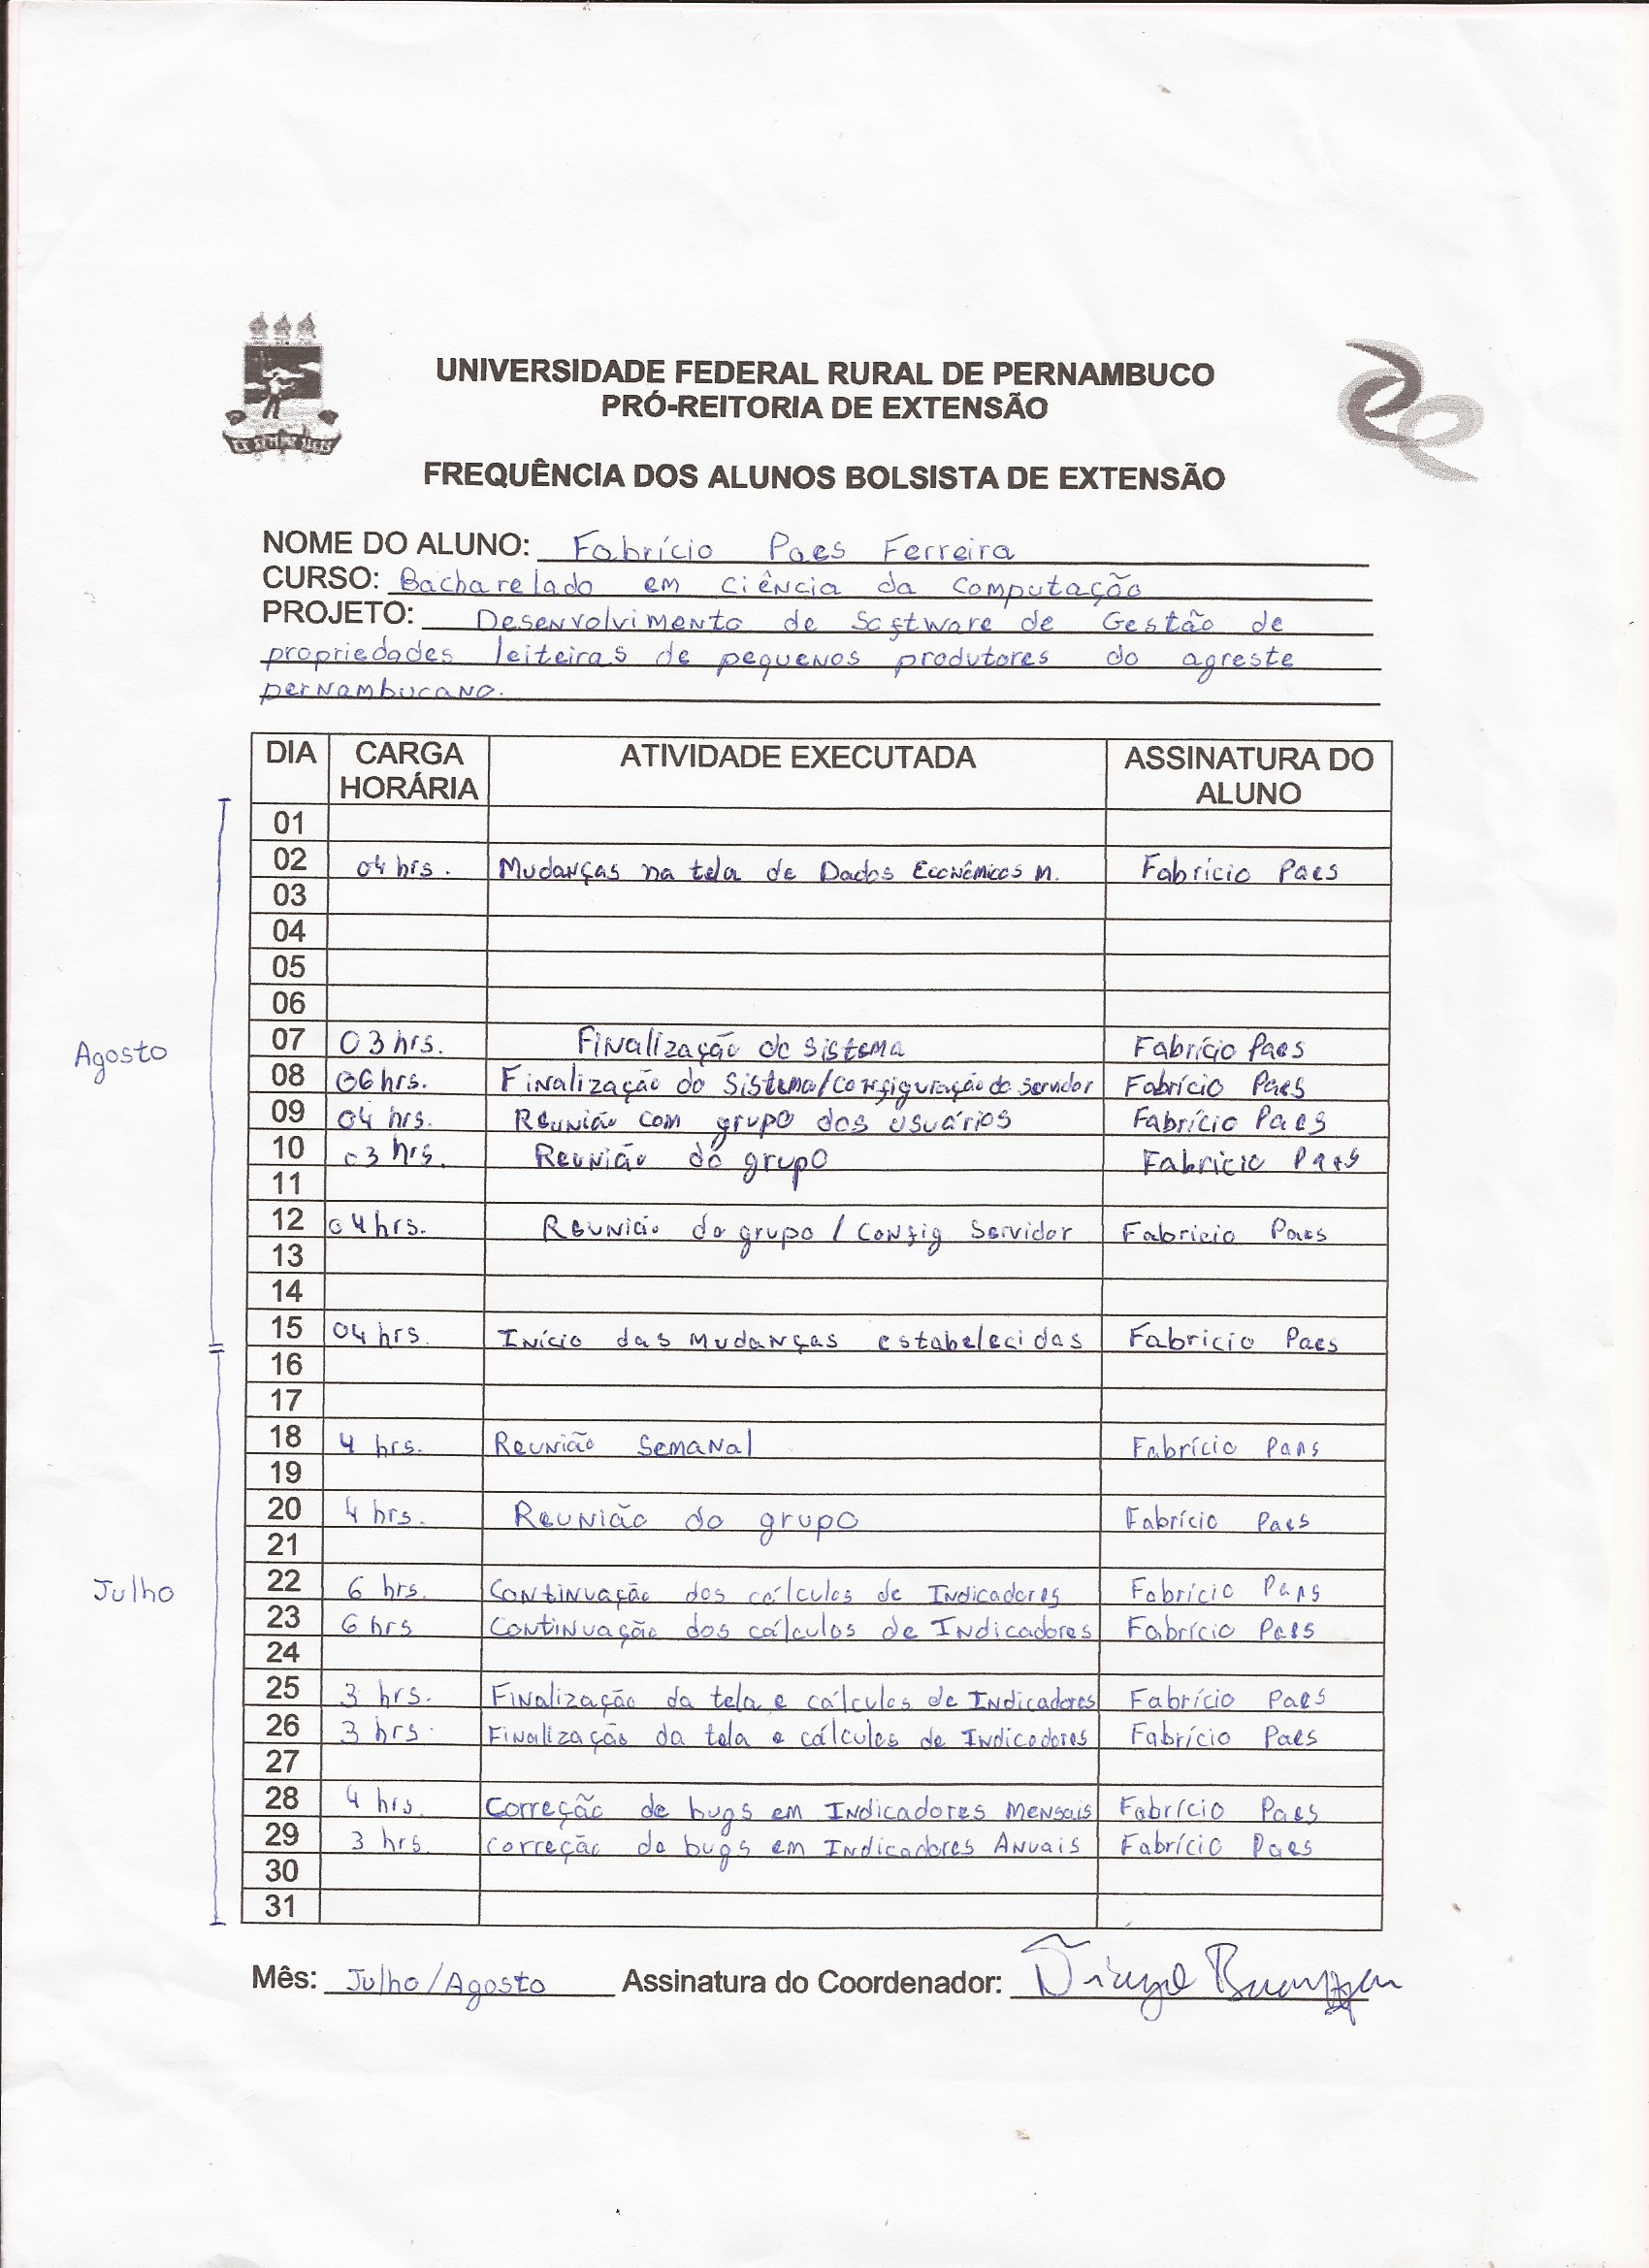 UNIVERSIDADE FEDERAL RURAL DE PERNAMBUCO
PRÓ-REITORIA DE EXTENSÃO
FREQUÊNCIA DOS ALUNOS BOLSISTA DE EXTENSÃO
NOME DO ALUNO: Fabrício Paes Ferreira
CURSO: Bacharelado em Ciência da Computação
PROJETO: Desenvolvimento de Software de Gestão de
propriedades leiteiras de pequenos produtores do agreste
pernambucano.
DIA CARGA HORÁRIA ATIVIDADE EXECUTADA ASSINATURA DO ALUNO
01
02 04 hrs. Mudanças na tela de Dados Econômicos M. Fabrício Paes
03
04
05
06
Agosto
07 03 hrs. Finalização do Sistema Fabrício Paes
08 06 hrs. Finalização do Sistema/configuração do servidor Fabrício Paes
09 04 hrs. Reunião com grupo dos usuários Fabrício Paes
10 03 hrs. Reunião do grupo Fabricio Paes
11
12 04 hrs. Reunião do grupo / Config Servidor Fabricio Paes
13
14
15 04 hrs. Início das mudanças estabelecidas Fabricio Paes
16
17
18 4 hrs. Reunião Semanal Fabrício Paes
19
20 4 hrs. Reunião do grupo Fabrício Paes
21
Julho
22 6 hrs. Continuação dos cálculos de Indicadores Fabrício Paes
23 6 hrs Continuação dos cálculos de Indicadores Fabrício Paes
24
25 3 hrs. Finalização da tela e cálculos de Indicadores Fabrício Paes
26 3 hrs. Finalização da tela e cálculos de Indicadores Fabrício Paes
27
28 4 hrs. Correção de bugs em Indicadores Mensais Fabrício Paes
29 3 hrs. Correção de bugs em Indicadores Anuais Fabrício Paes
30
31
Mês: Julho/Agosto Assinatura do Coordenador: